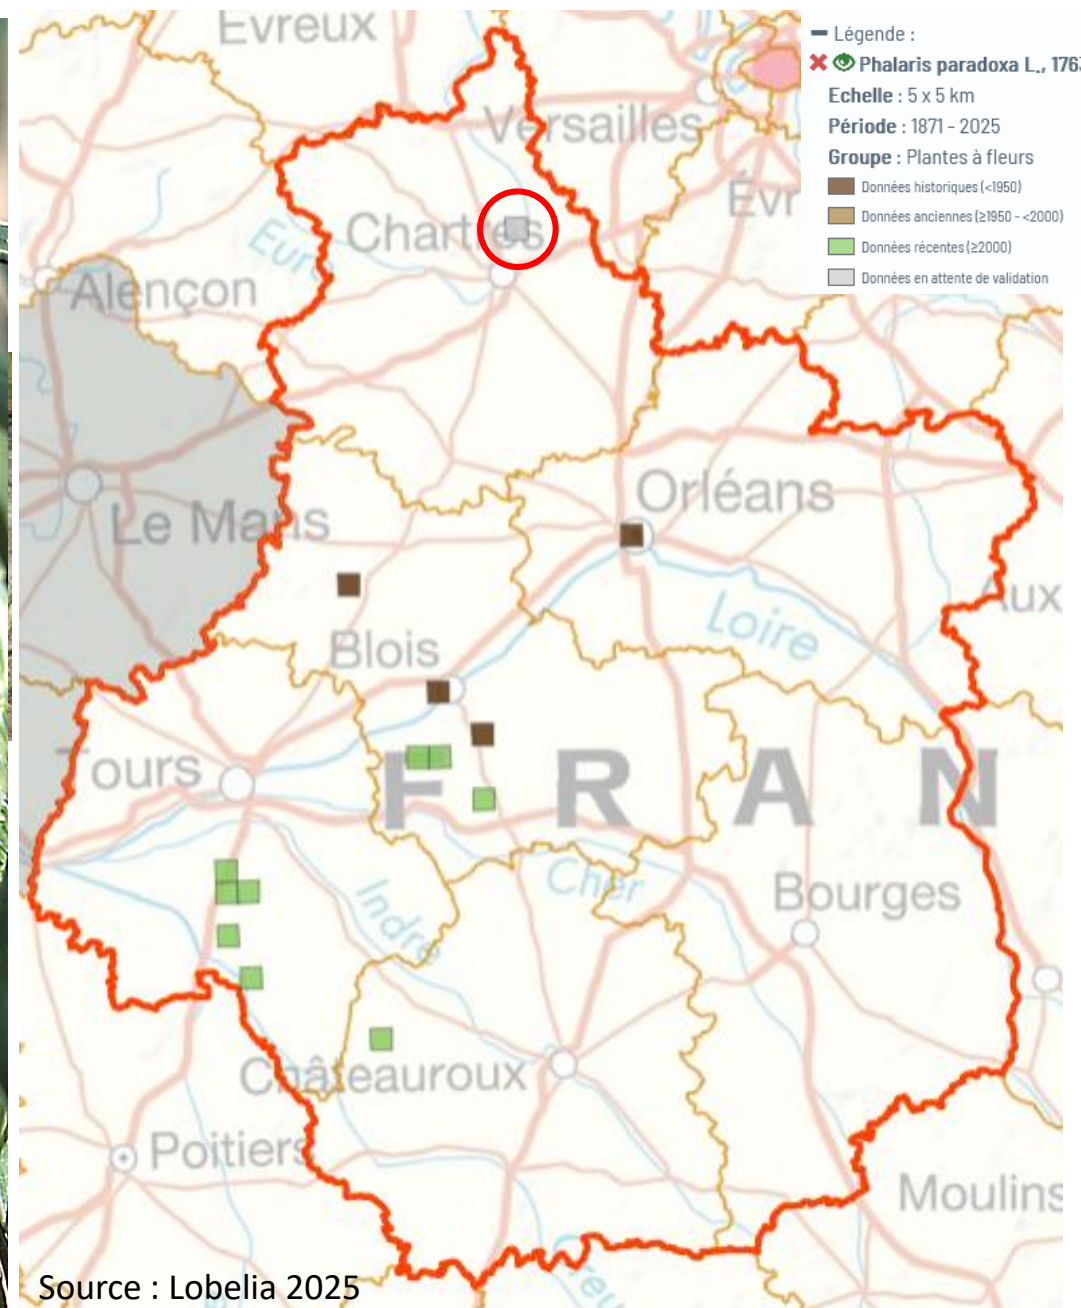 Evreux
Versailles
Évr
Chartres
Eure
Alençon
Le Mans
Orléans
Aux
Loire
Blois
Tours
F R A N
Cher
Indre
Bourges
Châteauroux
Poitiers
Moulins
Légende :
Phalaris paradoxa L., 176
Echelle : 5 x 5 km
Période : 1871 - 2025
Groupe : Plantes à fleurs
Données historiques (<1950)
Données anciennes (≥1950 - <2000)
Données récentes (≥2000)
Données en attente de validation
Source : Lobelia 2025